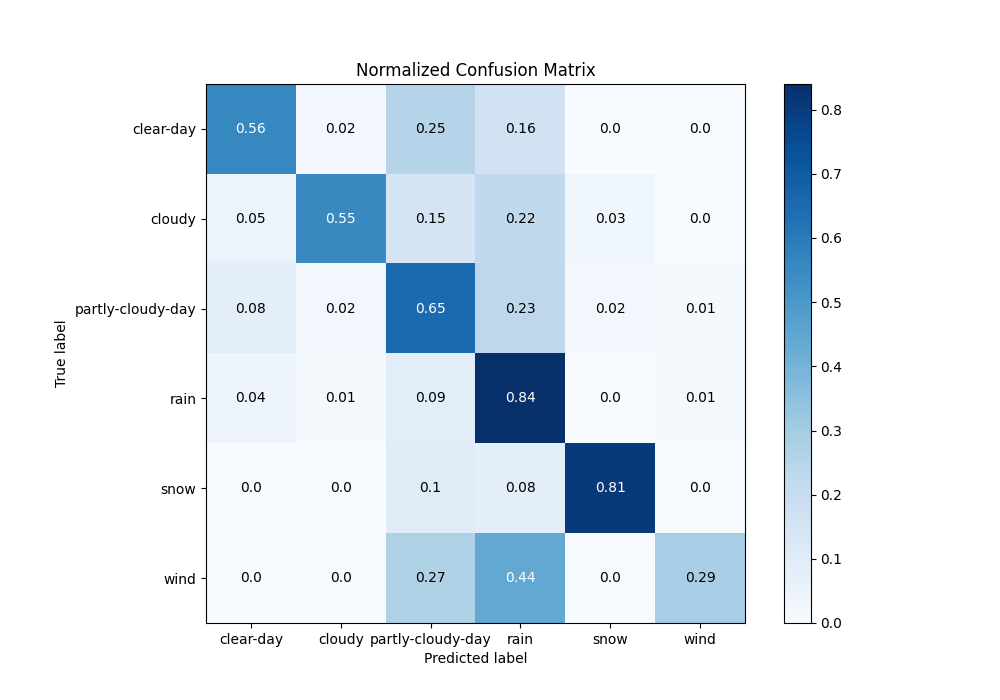 Normalized Confusion Matrix
True label
clear-day 0.56 0.02 0.25 0.16 0.0 0.0
cloudy 0.05 0.55 0.15 0.22 0.03 0.0
partly-cloudy-day 0.08 0.02 0.65 0.23 0.02 0.01
rain 0.04 0.01 0.09 0.84 0.0 0.01
snow 0.0 0.0 0.1 0.08 0.81 0.0
wind 0.0 0.0 0.27 0.44 0.0 0.29
clear-day cloudy partly-cloudy-day rain snow wind
Predicted label
0.8
0.7
0.6
0.5
0.4
0.3
0.2
0.1
0.0